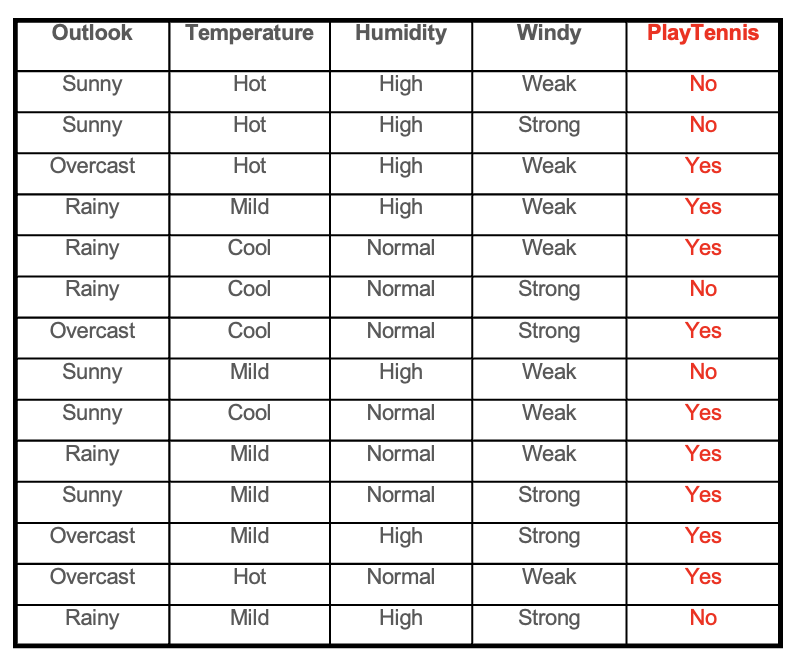 Outlook Temperature Humidity Windy PlayTennis
Sunny Hot High Weak No
Sunny Hot High Strong No
Overcast Hot High Weak Yes
Rainy Mild High Weak Yes
Rainy Cool Normal Weak Yes
Rainy Cool Normal Strong No
Overcast Cool Normal Strong Yes
Sunny Mild High Weak No
Sunny Cool Normal Weak Yes
Rainy Mild Normal Weak Yes
Sunny Mild Normal Strong Yes
Overcast Mild High Strong Yes
Overcast Hot Normal Weak Yes
Rainy Mild High Strong No